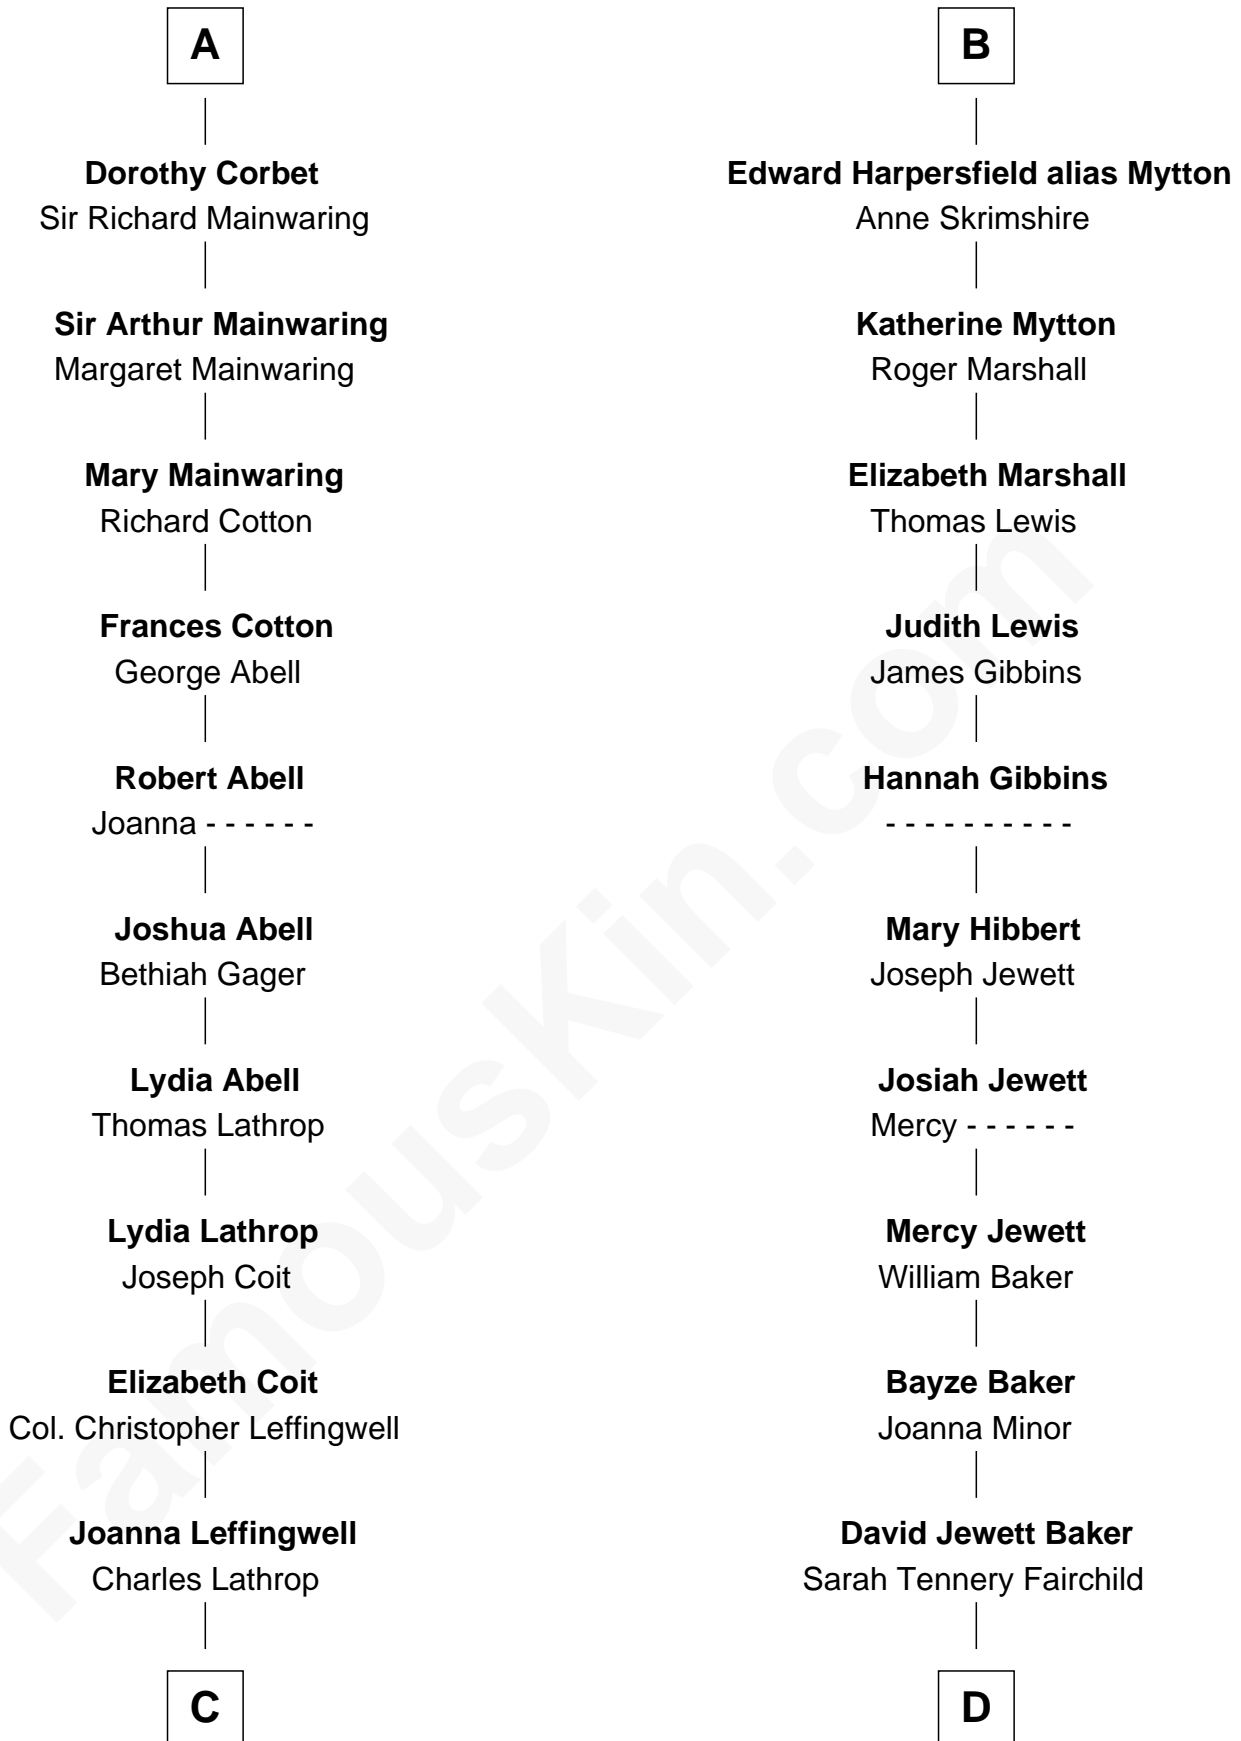 A
Dorothy Corbet
Sir Richard Mainwaring
Sir Arthur Mainwaring
Margaret Mainwaring
Mary Mainwaring
Richard Cotton
Frances Cotton
George Abell
Robert Abell
Joanna - - - - - -
Joshua Abell
Bethiah Gager
Lydia Abell
Thomas Lathrop
Lydia Lathrop
Joseph Coit
Elizabeth Coit
Col. Christopher Leffingwell
Joanna Leffingwell
Charles Lathrop
C
B
Edward Harpersfield alias Mytton
Anne Skrimshire
Katherine Mytton
Roger Marshall
Elizabeth Marshall
Thomas Lewis
Judith Lewis
James Gibbins
Hannah Gibbins
- - - - - - - - - -
Mary Hibbert
Joseph Jewett
Josiah Jewett
Mercy - - - - - -
Mercy Jewett
William Baker
Bayze Baker
Joanna Minor
David Jewett Baker
Sarah Tennery Fairchild
D
FamousKin.com